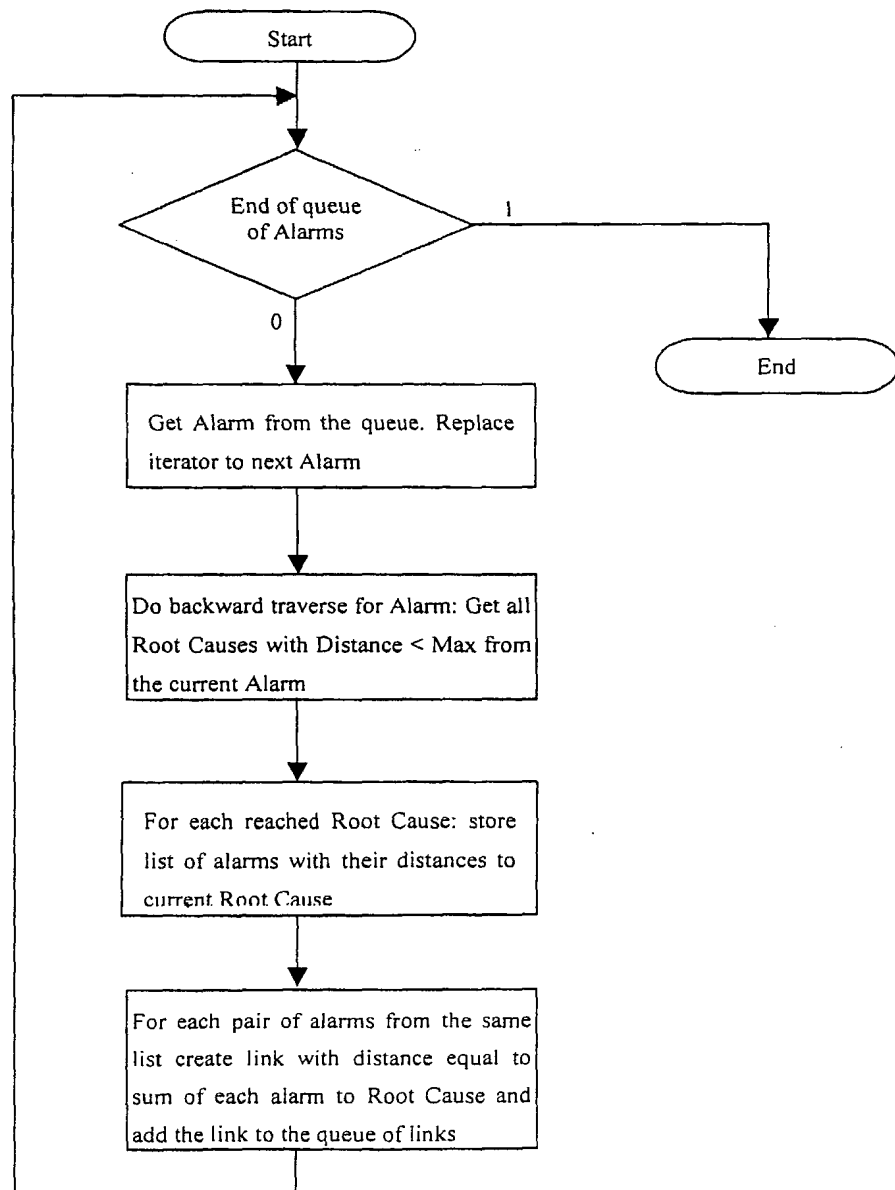 Start
End of queue
of Alarms
1
0
End
Get Alarm from the queue. Replace
iterator to next Alarm
Do backward traverse for Alarm: Get all
Root Causes with Distance < Max from
the current Alarm
For each reached Root Cause: store
list of alarms with their distances to
current Root Cause
For each pair of alarms from the same
list create link with distance equal to
sum of each alarm to Root Cause and
add the link to the queue of links